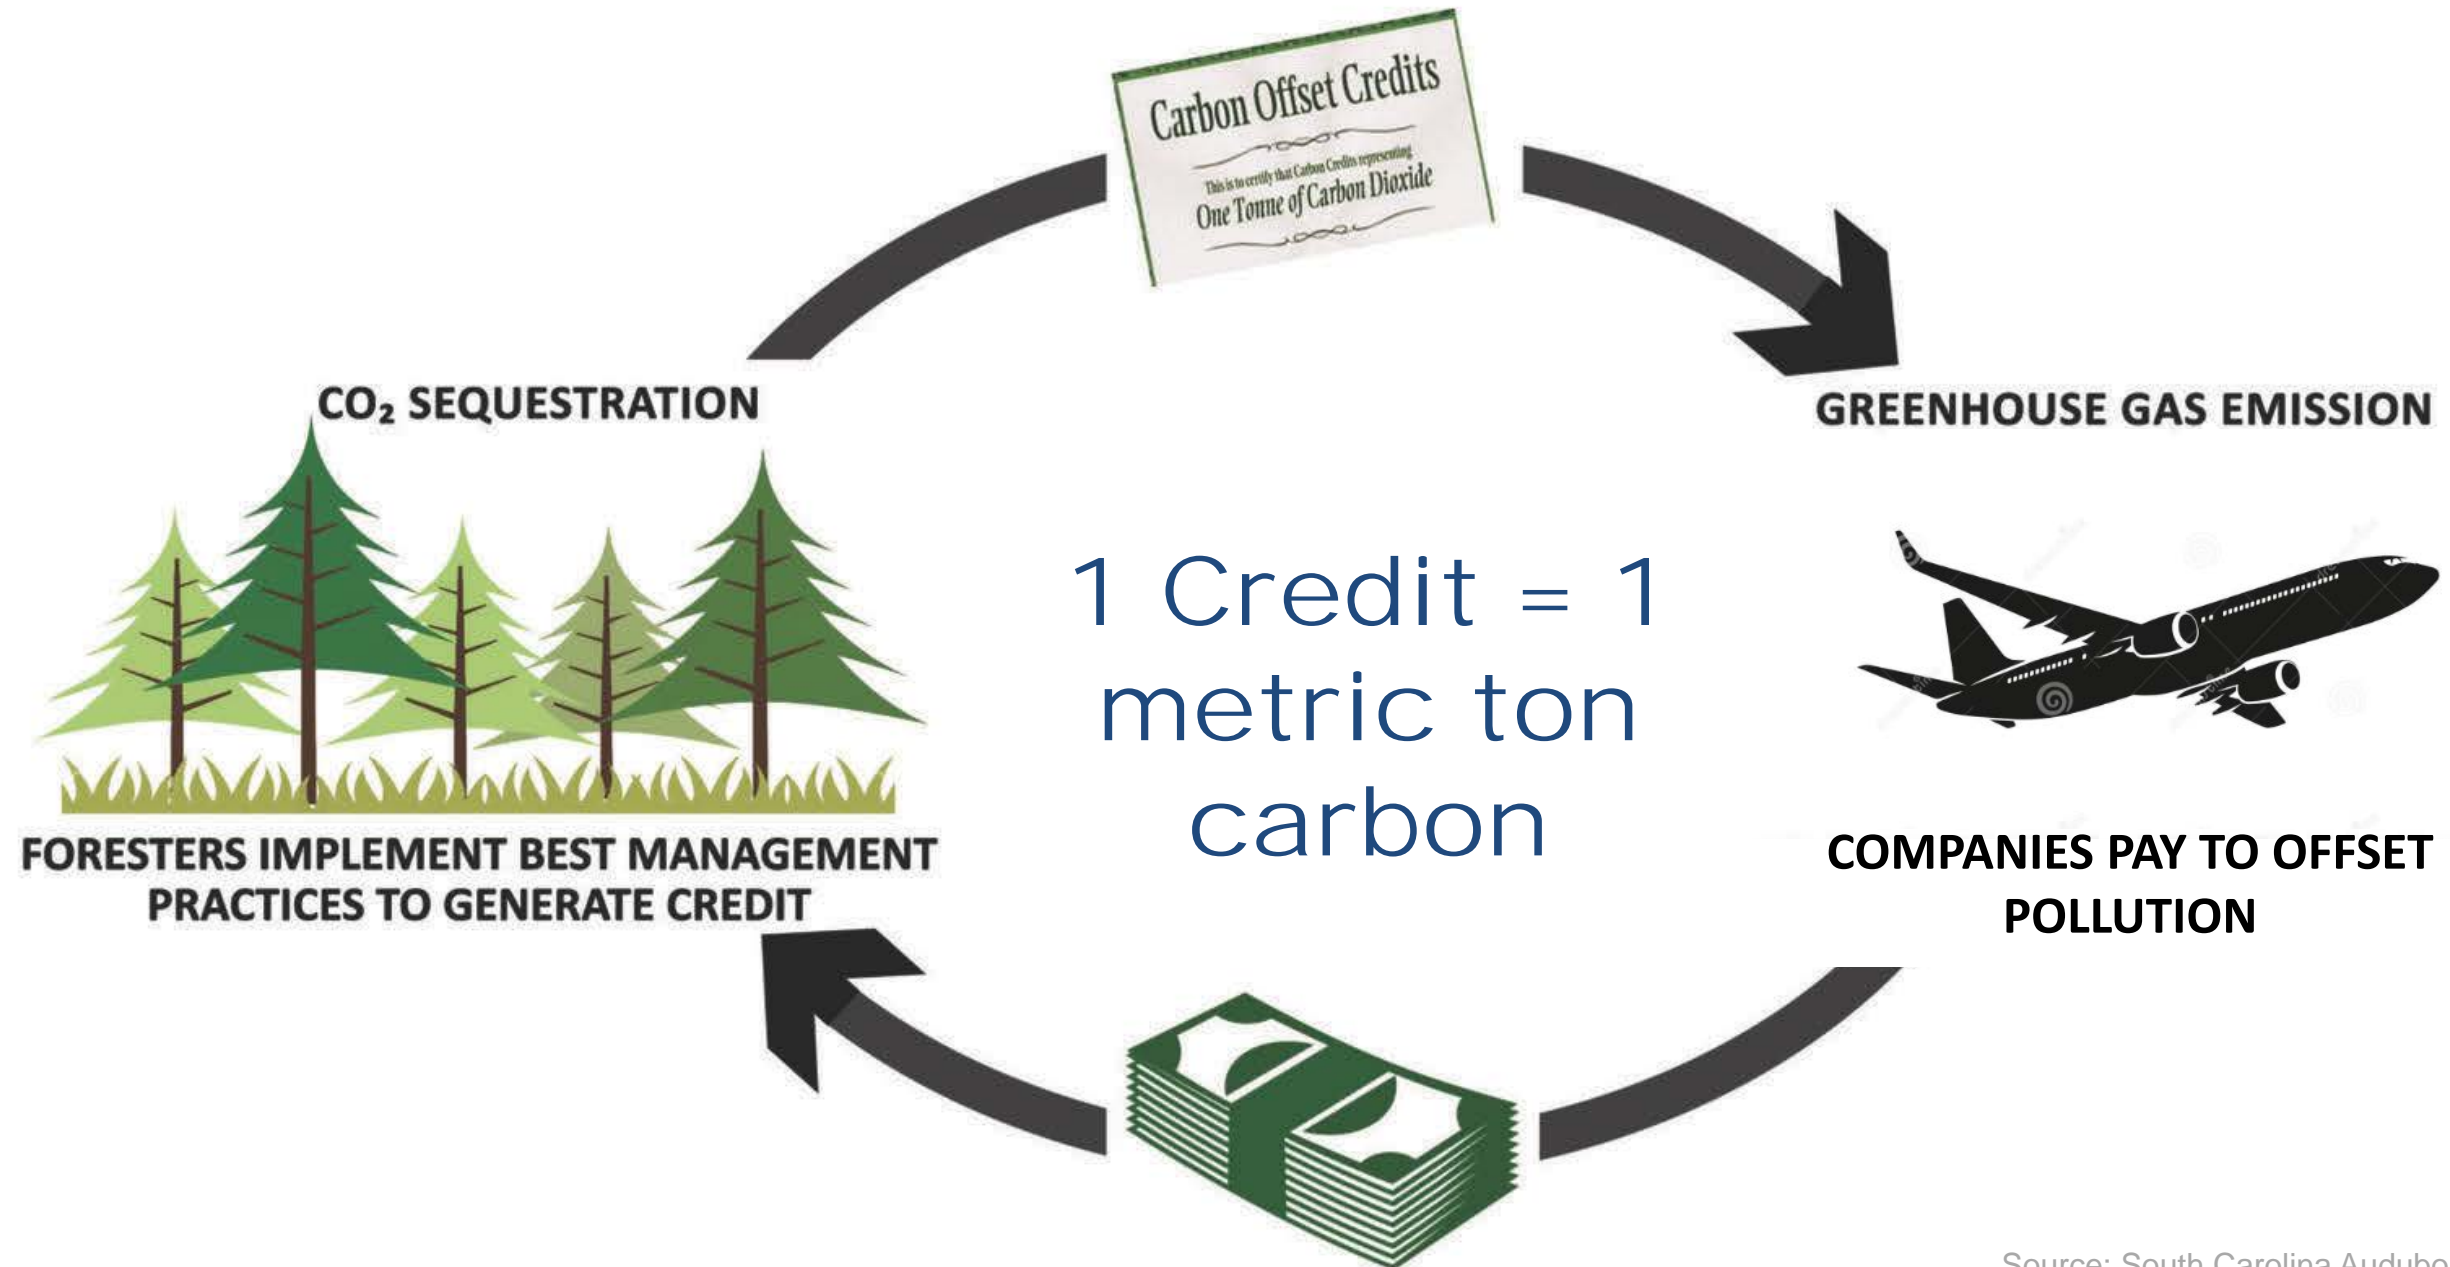 Carbon Offset Credits
This is to certify that Carbon Credits representing
One Tonne of Carbon Dioxide
CO₂ SEQUESTRATION
GREENHOUSE GAS EMISSION
1 Credit = 1
metric ton
carbon
FORESTERS IMPLEMENT BEST MANAGEMENT
PRACTICES TO GENERATE CREDIT
COMPANIES PAY TO OFFSET
POLLUTION
Source: South Carolina Audubo